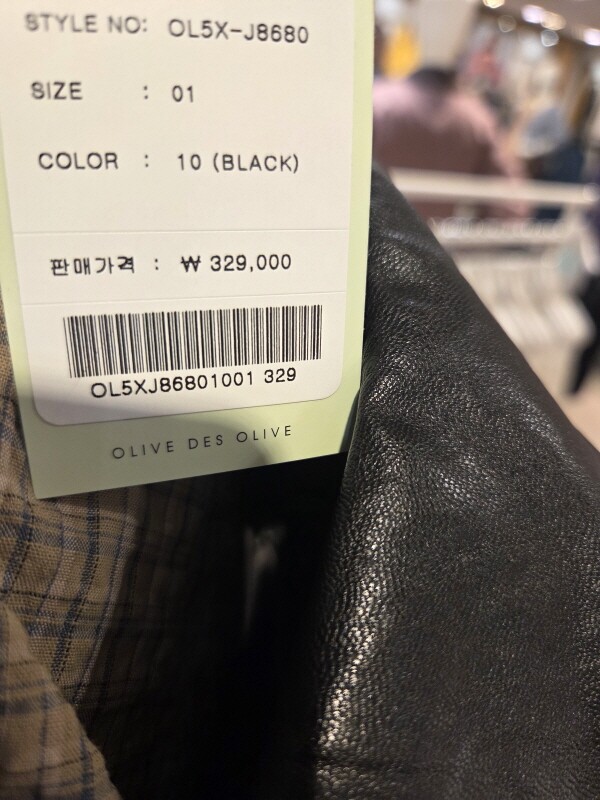 STYLE NO: OL5X-J8680
SIZE : 01
COLOR : 10 (BLACK)
판매가격 : ₩ 329,000
OL5XJ86801001 329
OLIVE DES OLIVE